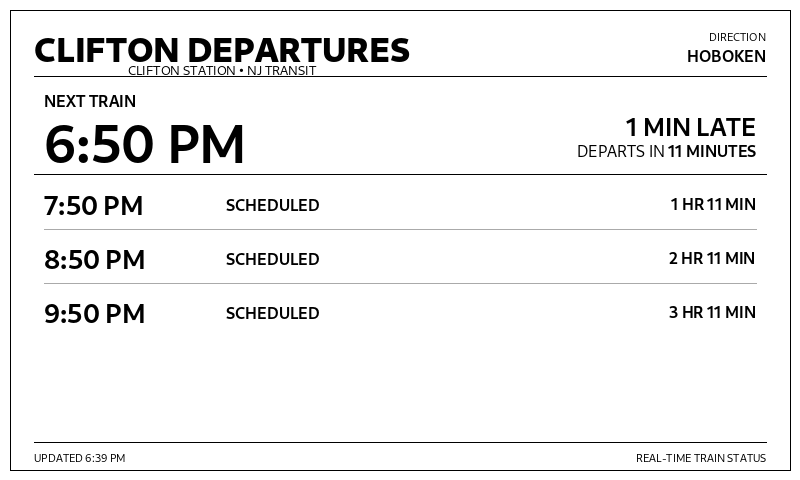 CLIFTON DEPARTURES
CLIFTON STATION • NJ TRANSIT
DIRECTION
HOBOKEN
NEXT TRAIN
6:50 PM
1 MIN LATE
DEPARTS IN 11 MINUTES
7:50 PM SCHEDULED 1 HR 11 MIN
8:50 PM SCHEDULED 2 HR 11 MIN
9:50 PM SCHEDULED 3 HR 11 MIN
UPDATED 6:39 PM
REAL-TIME TRAIN STATUS